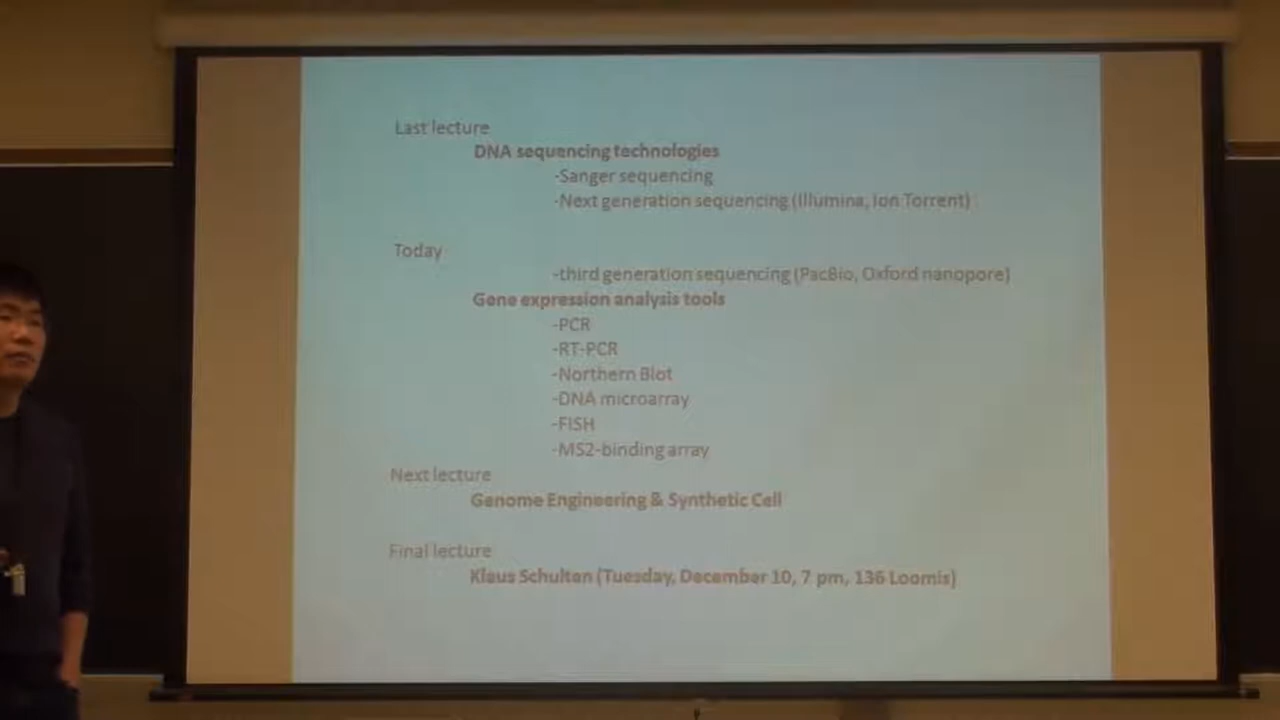 Last lecture
DNA sequencing technologies
-Sanger sequencing
-Next generation sequencing (Illumina, Ion Torrent)
Today
-third generation sequencing (PacBio, Oxford nanopore)
Gene expression analysis tools
-PCR
-RT-PCR
-Northern Blot
-DNA microarray
-FISH
-MS2-binding array
Next lecture
Genome Engineering & Synthetic Cell
Final lecture
Klaus Schulten (Tuesday, December 10, 7 pm, 136 Loomis)